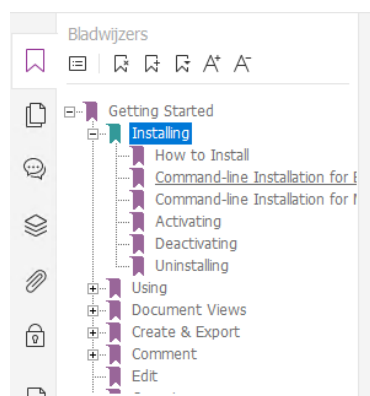 Bladwijzers
A+ A-
Getting Started
Installing
How to Install
Command-line Installation for
Command-line Installation for
Activating
Deactivating
Uninstalling
Using
Document Views
Create & Export
Comment
Edit